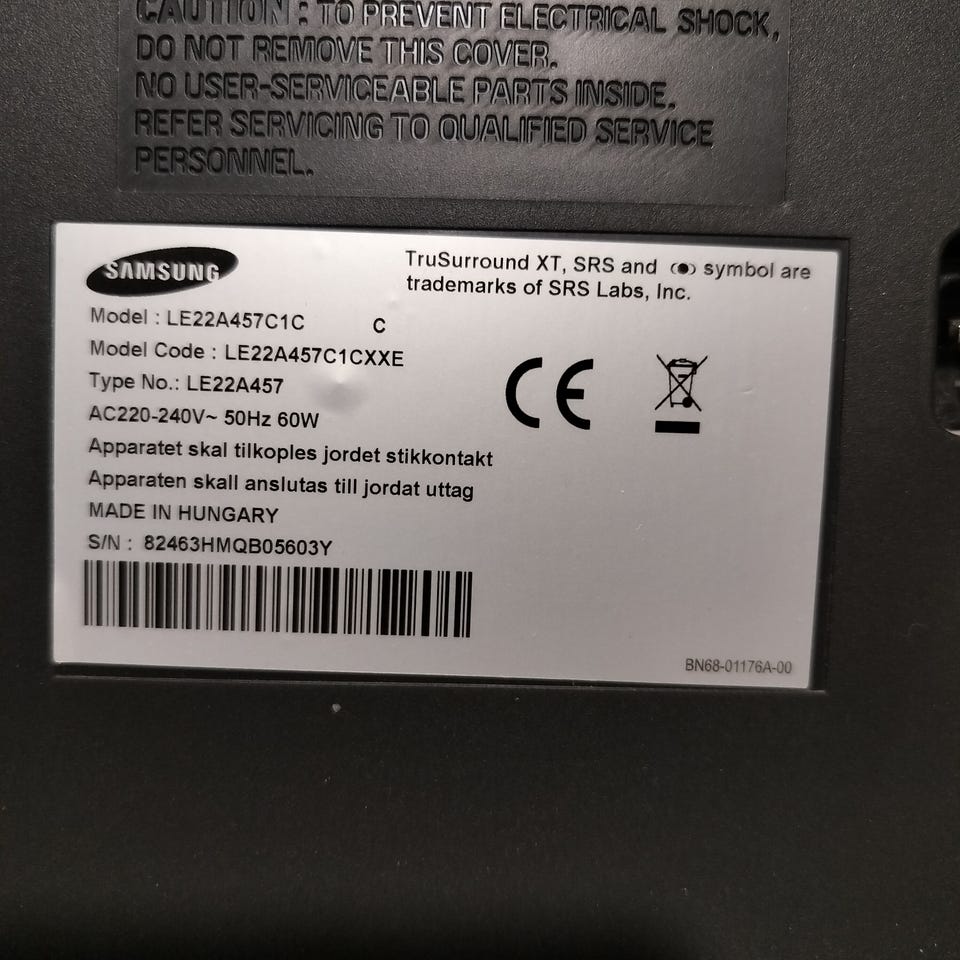 CAUTION : TO PREVENT ELECTRICAL SHOCK,
DO NOT REMOVE THIS COVER.
NO USER-SERVICEABLE PARTS INSIDE.
REFER SERVICING TO QUALIFIED SERVICE
PERSONNEL.
SAMSUNG
TruSurround XT, SRS and (●) symbol are
trademarks of SRS Labs, Inc.
Model : LE22A457C1C C
Model Code : LE22A457C1CXXE
Type No.: LE22A457
AC220-240V~ 50Hz 60W
CE
Apparatet skal tilkoples jordet stikkontakt
Apparaten skall anslutas till jordat uttag
MADE IN HUNGARY
S/N : 82463HMQB05603Y
BN68-01176A-00